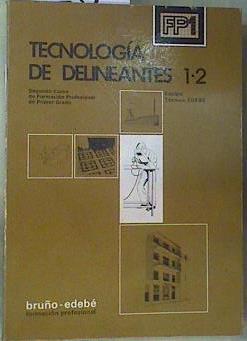 FP1
TECNOLOGÍA
DE DELINEANTES 1·2
Segundo Curso
de Formación Profesional
de Primer Grado
Equipo
Técnico EDEBÉ
bruño-edebé
formación profesional